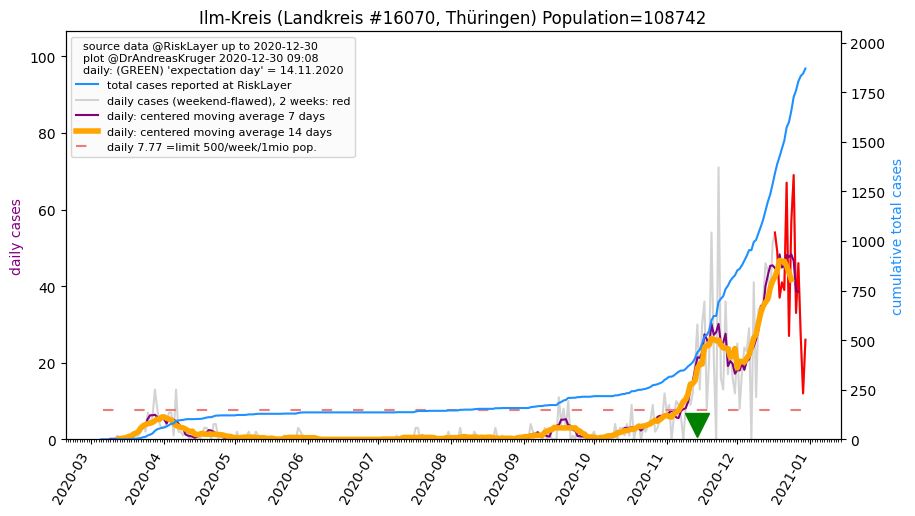 Ilm-Kreis (Landkreis #16070, Thüringen) Population=108742
source data @RiskLayer up to 2020-12-30
plot @DrAndreasKruger 2020-12-30 09:08
daily: (GREEN) 'expectation day' = 14.11.2020
total cases reported at RiskLayer
daily cases (weekend-flawed), 2 weeks: red
daily: centered moving average 7 days
daily: centered moving average 14 days
daily 7.77 =limit 500/week/1mio pop.
daily cases
100
80
60
40
20
0
cumulative total cases
2000
1750
1500
1250
1000
750
500
250
0
2020-03
2020-04
2020-05
2020-06
2020-07
2020-08
2020-09
2020-10
2020-11
2020-12
2021-01